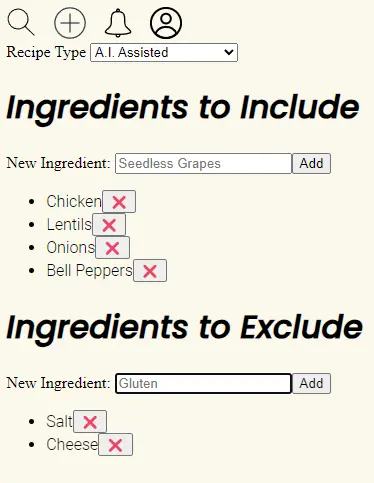 Recipe Type A.I. Assisted
Ingredients to Include
New Ingredient: Seedless Grapes Add
Chicken
Lentils
Onions
Bell Peppers
Ingredients to Exclude
New Ingredient: Gluten Add
Salt
Cheese